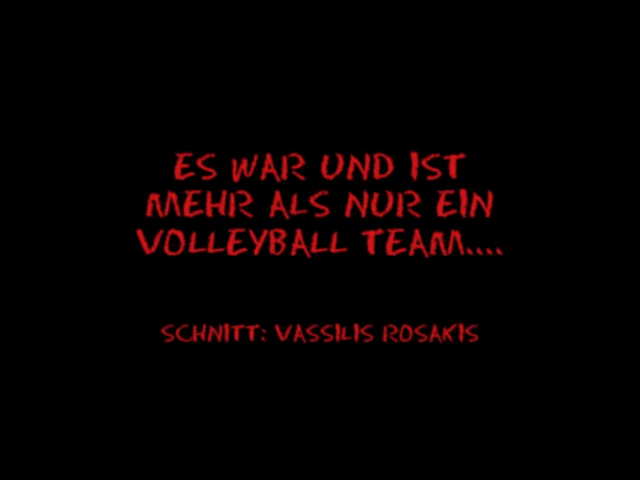 ES WAR UND IST
MEHR ALS NUR EIN
VOLLEYBALL TEAM....
SCHNITT: VASSILIS ROSAKIS